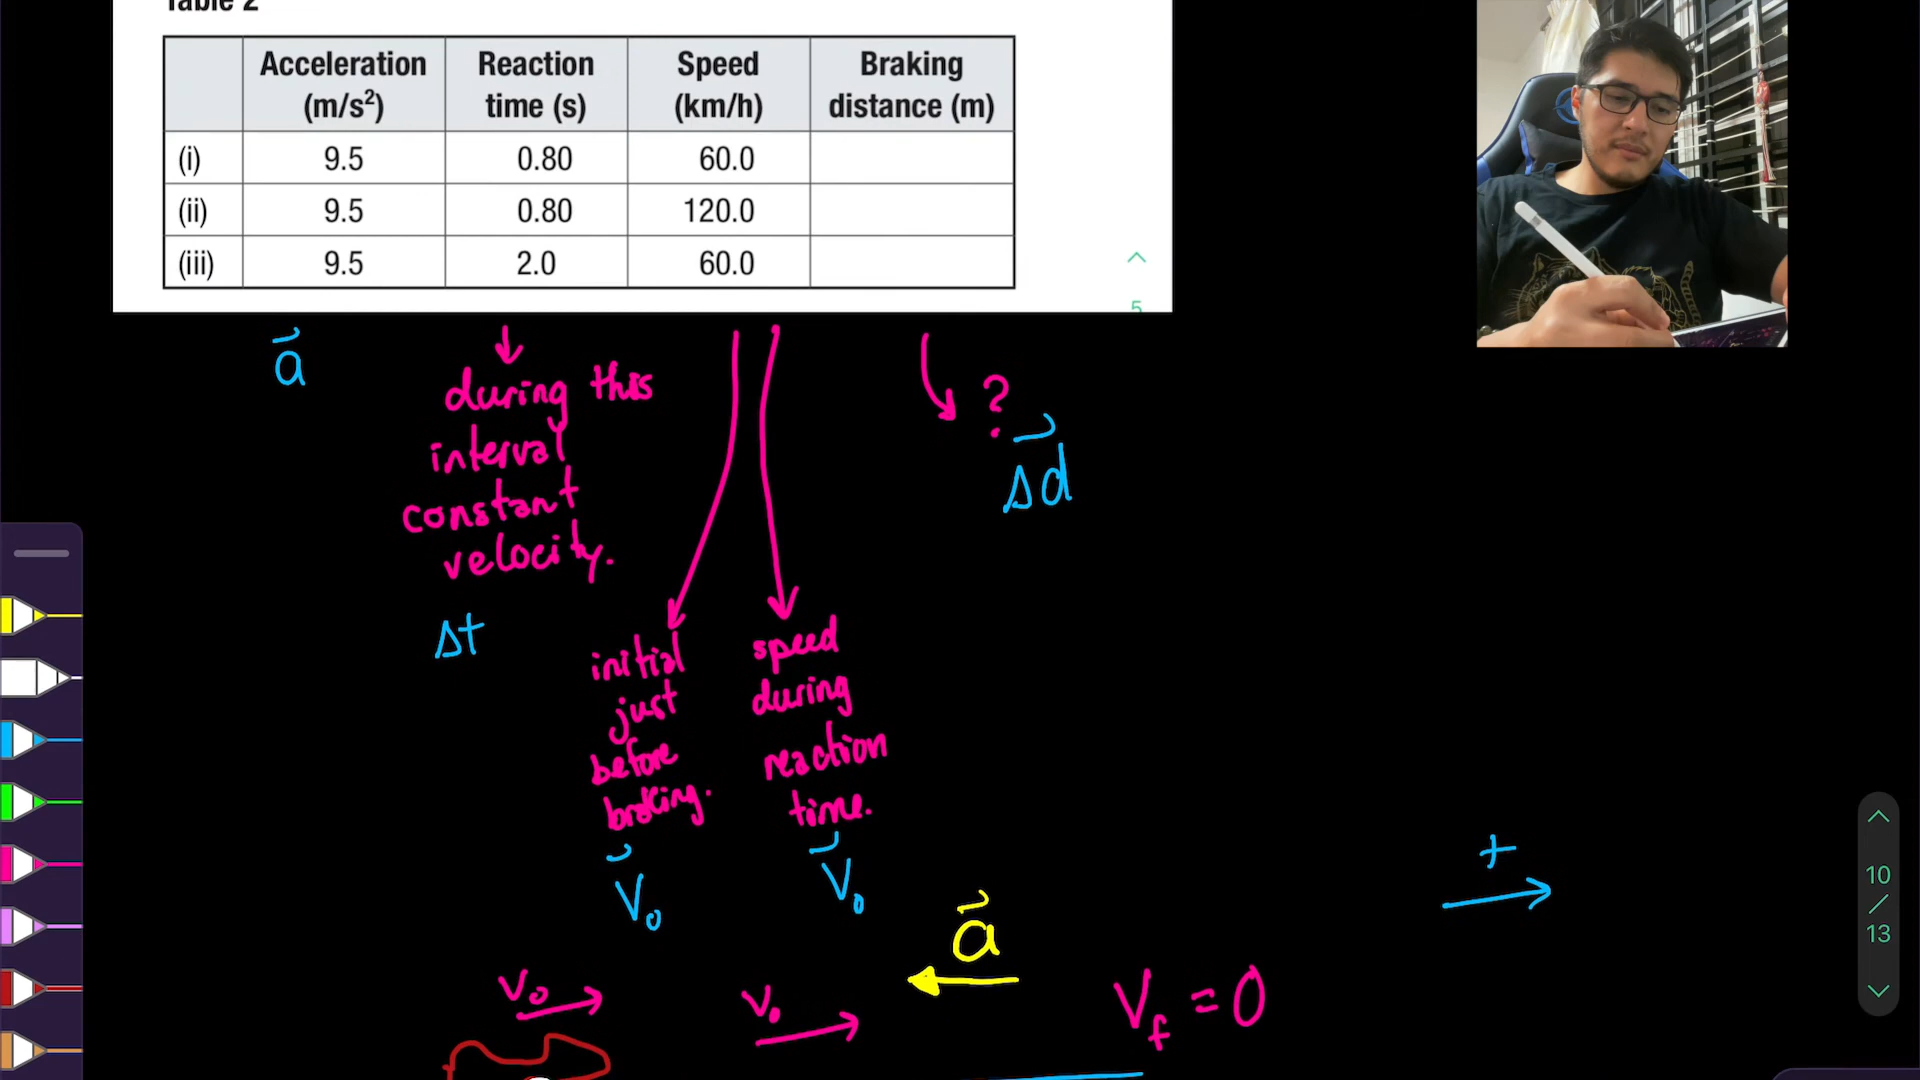 Table 2
Acceleration (m/s²) Reaction time (s) Speed (km/h) Braking distance (m)
(i) 9.5 0.80 60.0
(ii) 9.5 0.80 120.0
(iii) 9.5 2.0 60.0
5
a
during this
interval
constant
velocity.
Δt
initial
just
before
braking.
V₀
speed
during
reaction
time.
V₀
?
Δd
a
+
V₀
V₀
V_f = 0
10
/
13